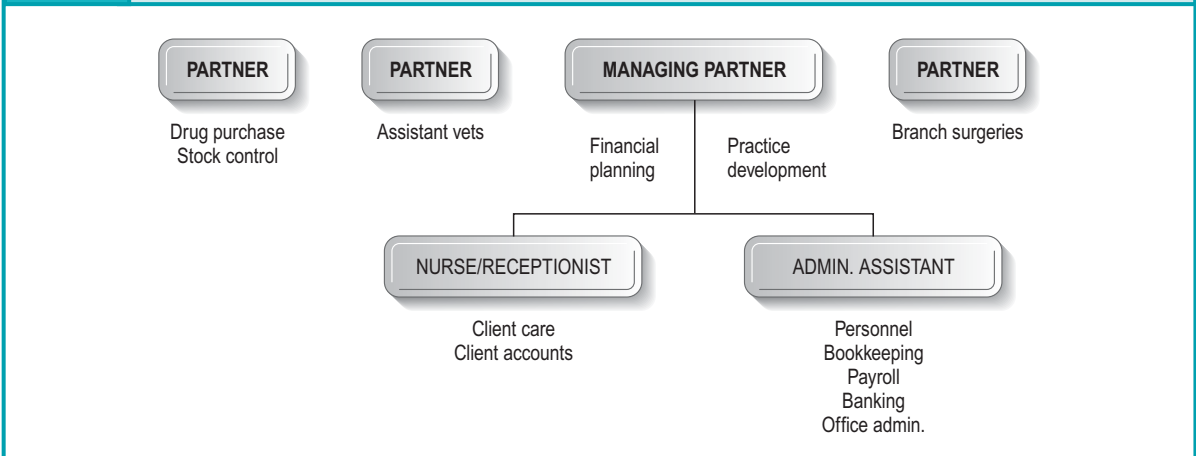 PARTNER
Drug purchase
Stock control
PARTNER
Assistant vets
MANAGING PARTNER
Financial
planning
Practice
development
PARTNER
Branch surgeries
NURSE/RECEPTIONIST
Client care
Client accounts
ADMIN. ASSISTANT
Personnel
Bookkeeping
Payroll
Banking
Office admin.